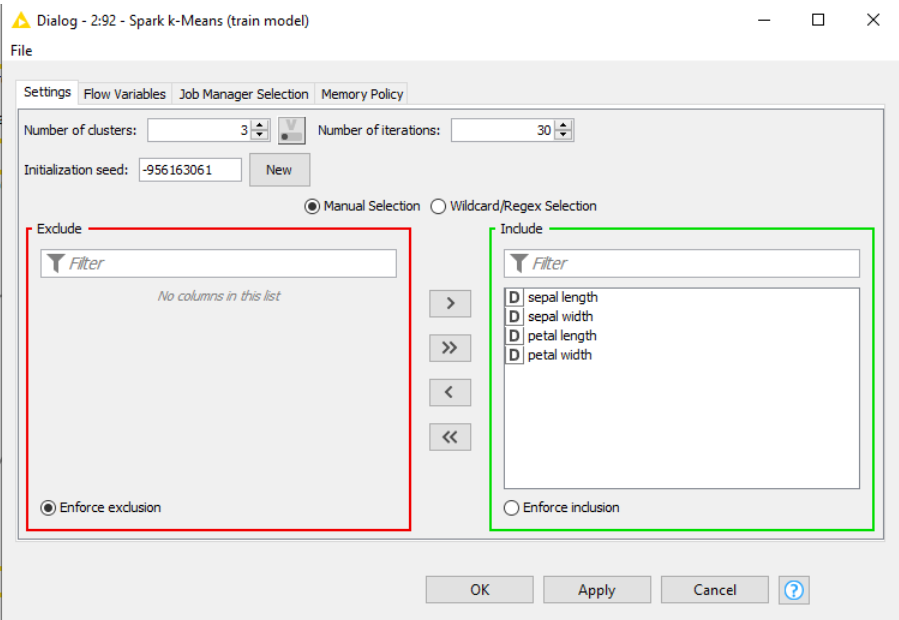 Dialog - 2:92 - Spark k-Means (train model)
File
Settings Flow Variables Job Manager Selection Memory Policy
Number of clusters: 3 V Number of iterations: 30
Initialization seed: -956163061 New
Manual Selection Wildcard/Regex Selection
Exclude Include
Filter Filter
No columns in this list
D sepal length
D sepal width
D petal length
D petal width
>
>>
<
<<
Enforce exclusion Enforce inclusion
OK Apply Cancel ?